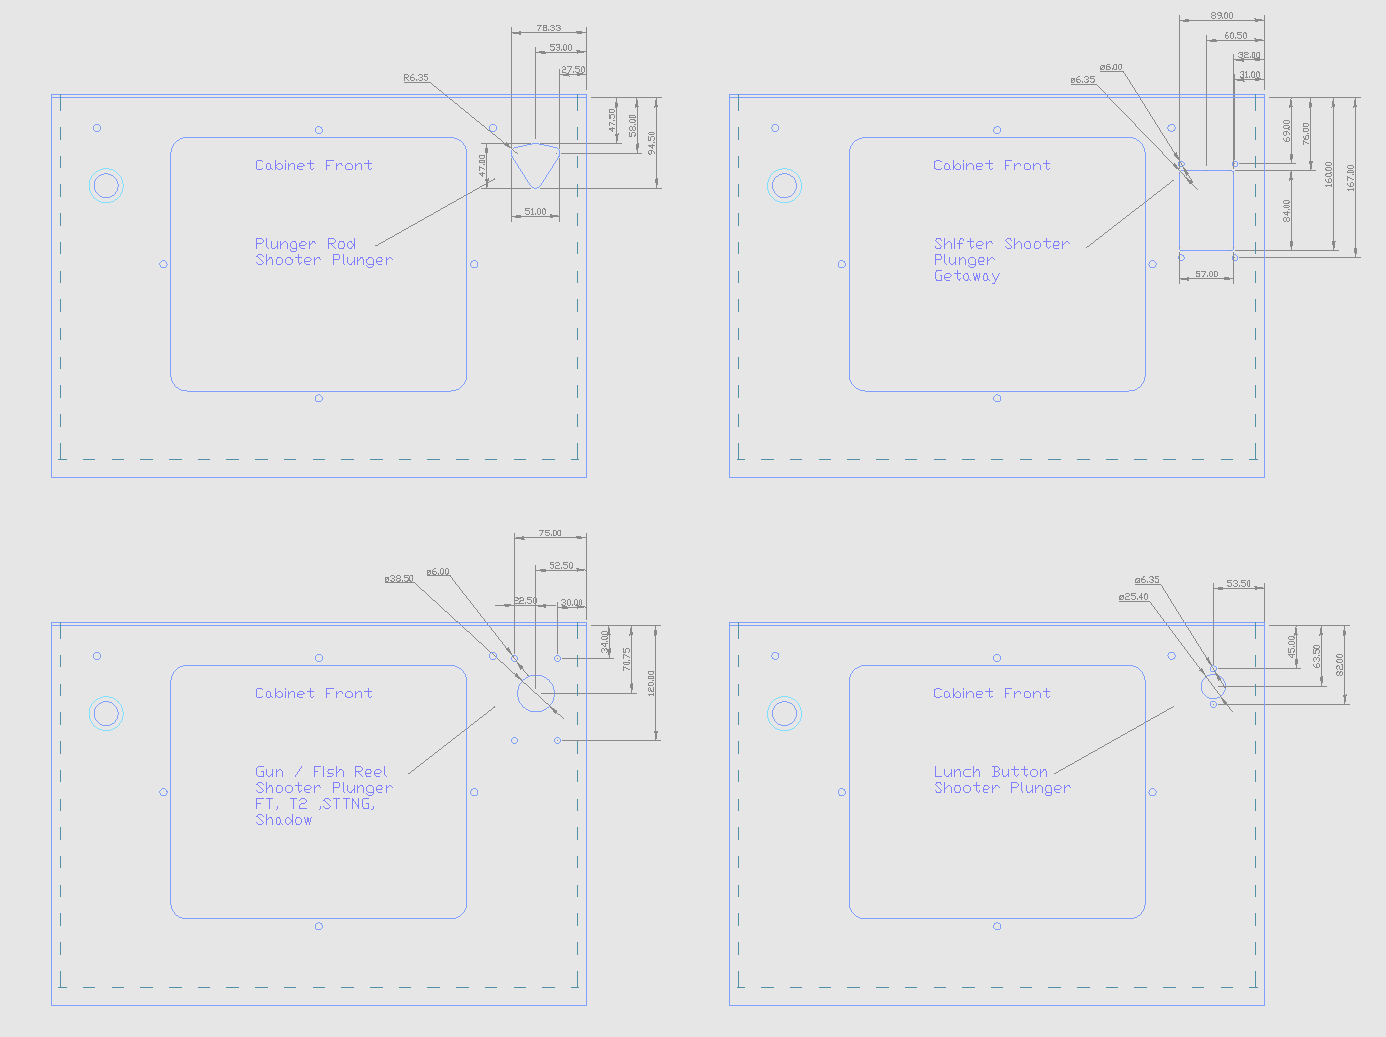 78.33
53.00
27.50
R6.35
47.50
58.00
94.50
47.00
51.00
Cabinet Front
Plunger Rod
Shooter Plunger
89.00
60.50
32.00
31.00
ø6.00
ø6.35
69.00
76.00
160.00
167.00
84.00
57.00
Cabinet Front
Shifter Shooter
Plunger
Getaway
75.00
52.50
22.50
30.00
ø6.00
ø38.50
34.00
70.75
120.00
Cabinet Front
Gun / Fish Reel
Shooter Plunger
FT, T2 ,STTNG,
Shadow
53.50
ø6.35
ø25.40
45.00
63.50
82.00
Cabinet Front
Lunch Button
Shooter Plunger